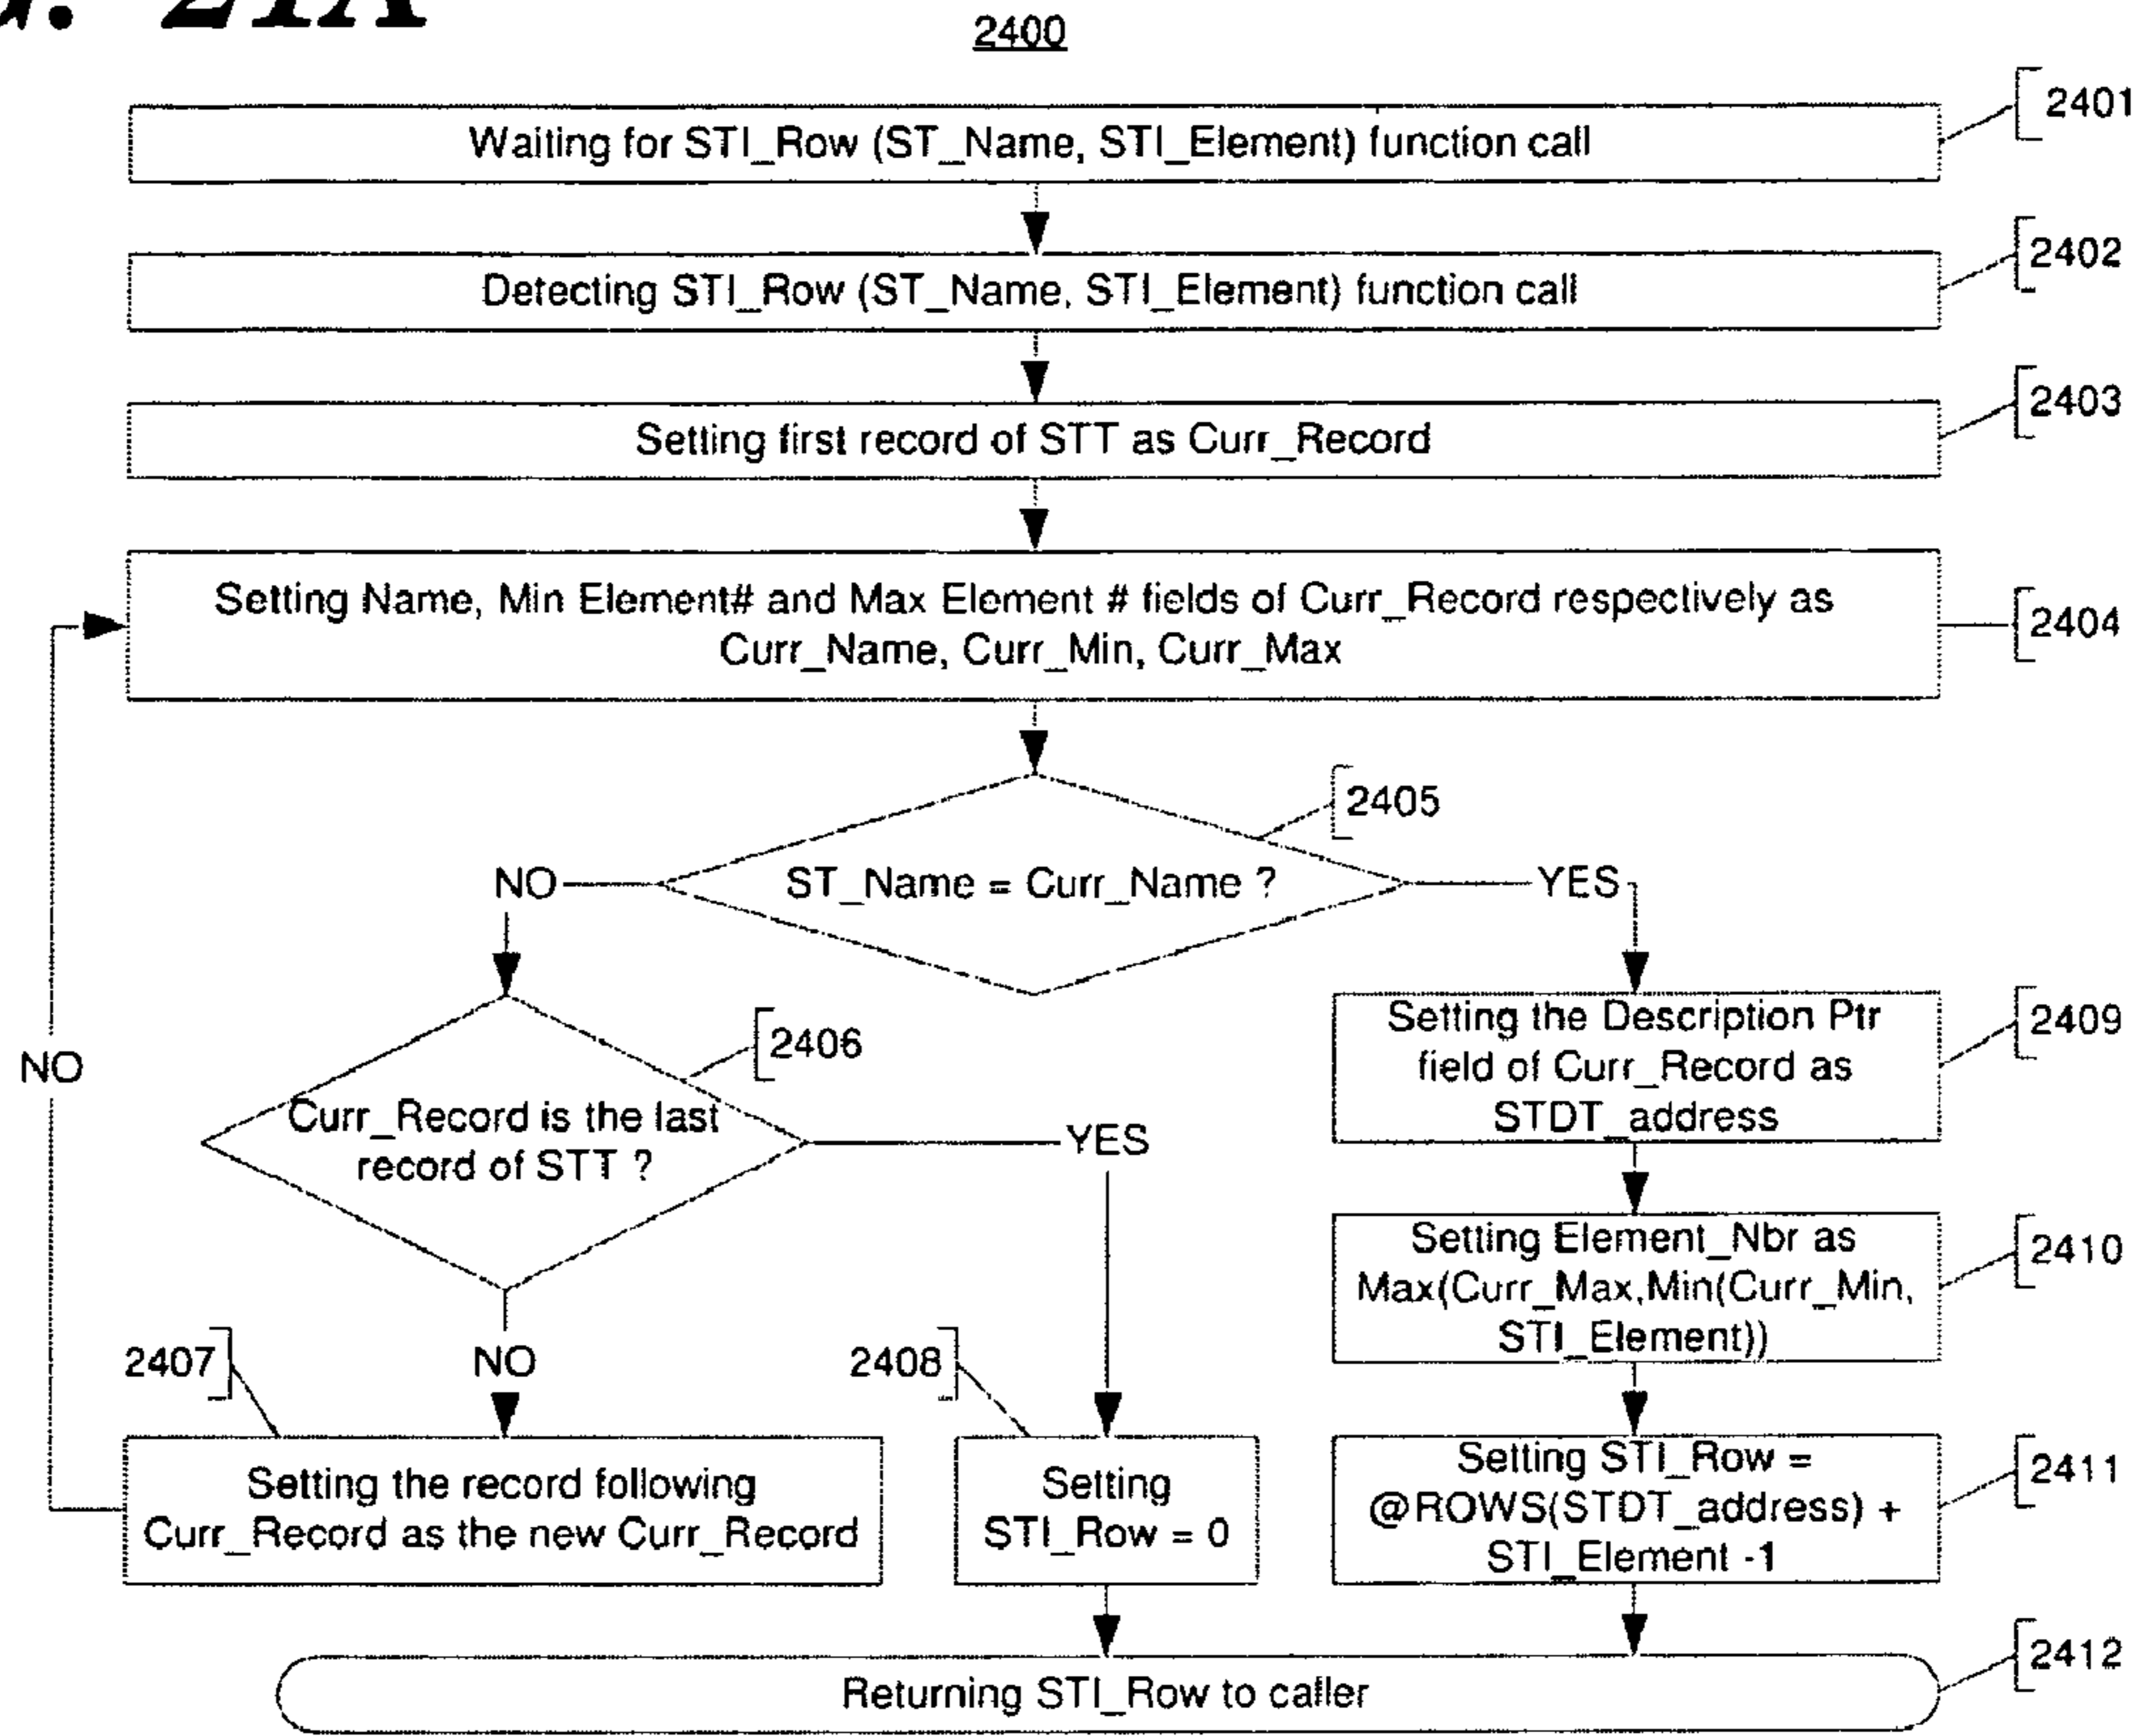 2400
2401
Waiting for STI_Row (ST_Name, STI_Element) function call
2402
Detecting STI_Row (ST_Name, STI_Element) function call
2403
Setting first record of STT as Curr_Record
Setting Name, Min Element# and Max Element # fields of Curr_Record respectively as
Curr_Name, Curr_Min, Curr_Max
2404
2405
NO
ST_Name = Curr_Name ?
YES
2406
Curr_Record is the last
record of STT ?
YES
NO
Setting the Description Ptr
field of Curr_Record as
STDT_address
2409
Setting Element_Nbr as
Max(Curr_Max,Min(Curr_Min,
STI_Element))
2410
2407
NO
2408
Setting the record following
Curr_Record as the new Curr_Record
Setting
STI_Row = 0
Setting STI_Row =
@ROWS(STDT_address) +
STI_Element -1
2411
Returning STI_Row to caller
2412